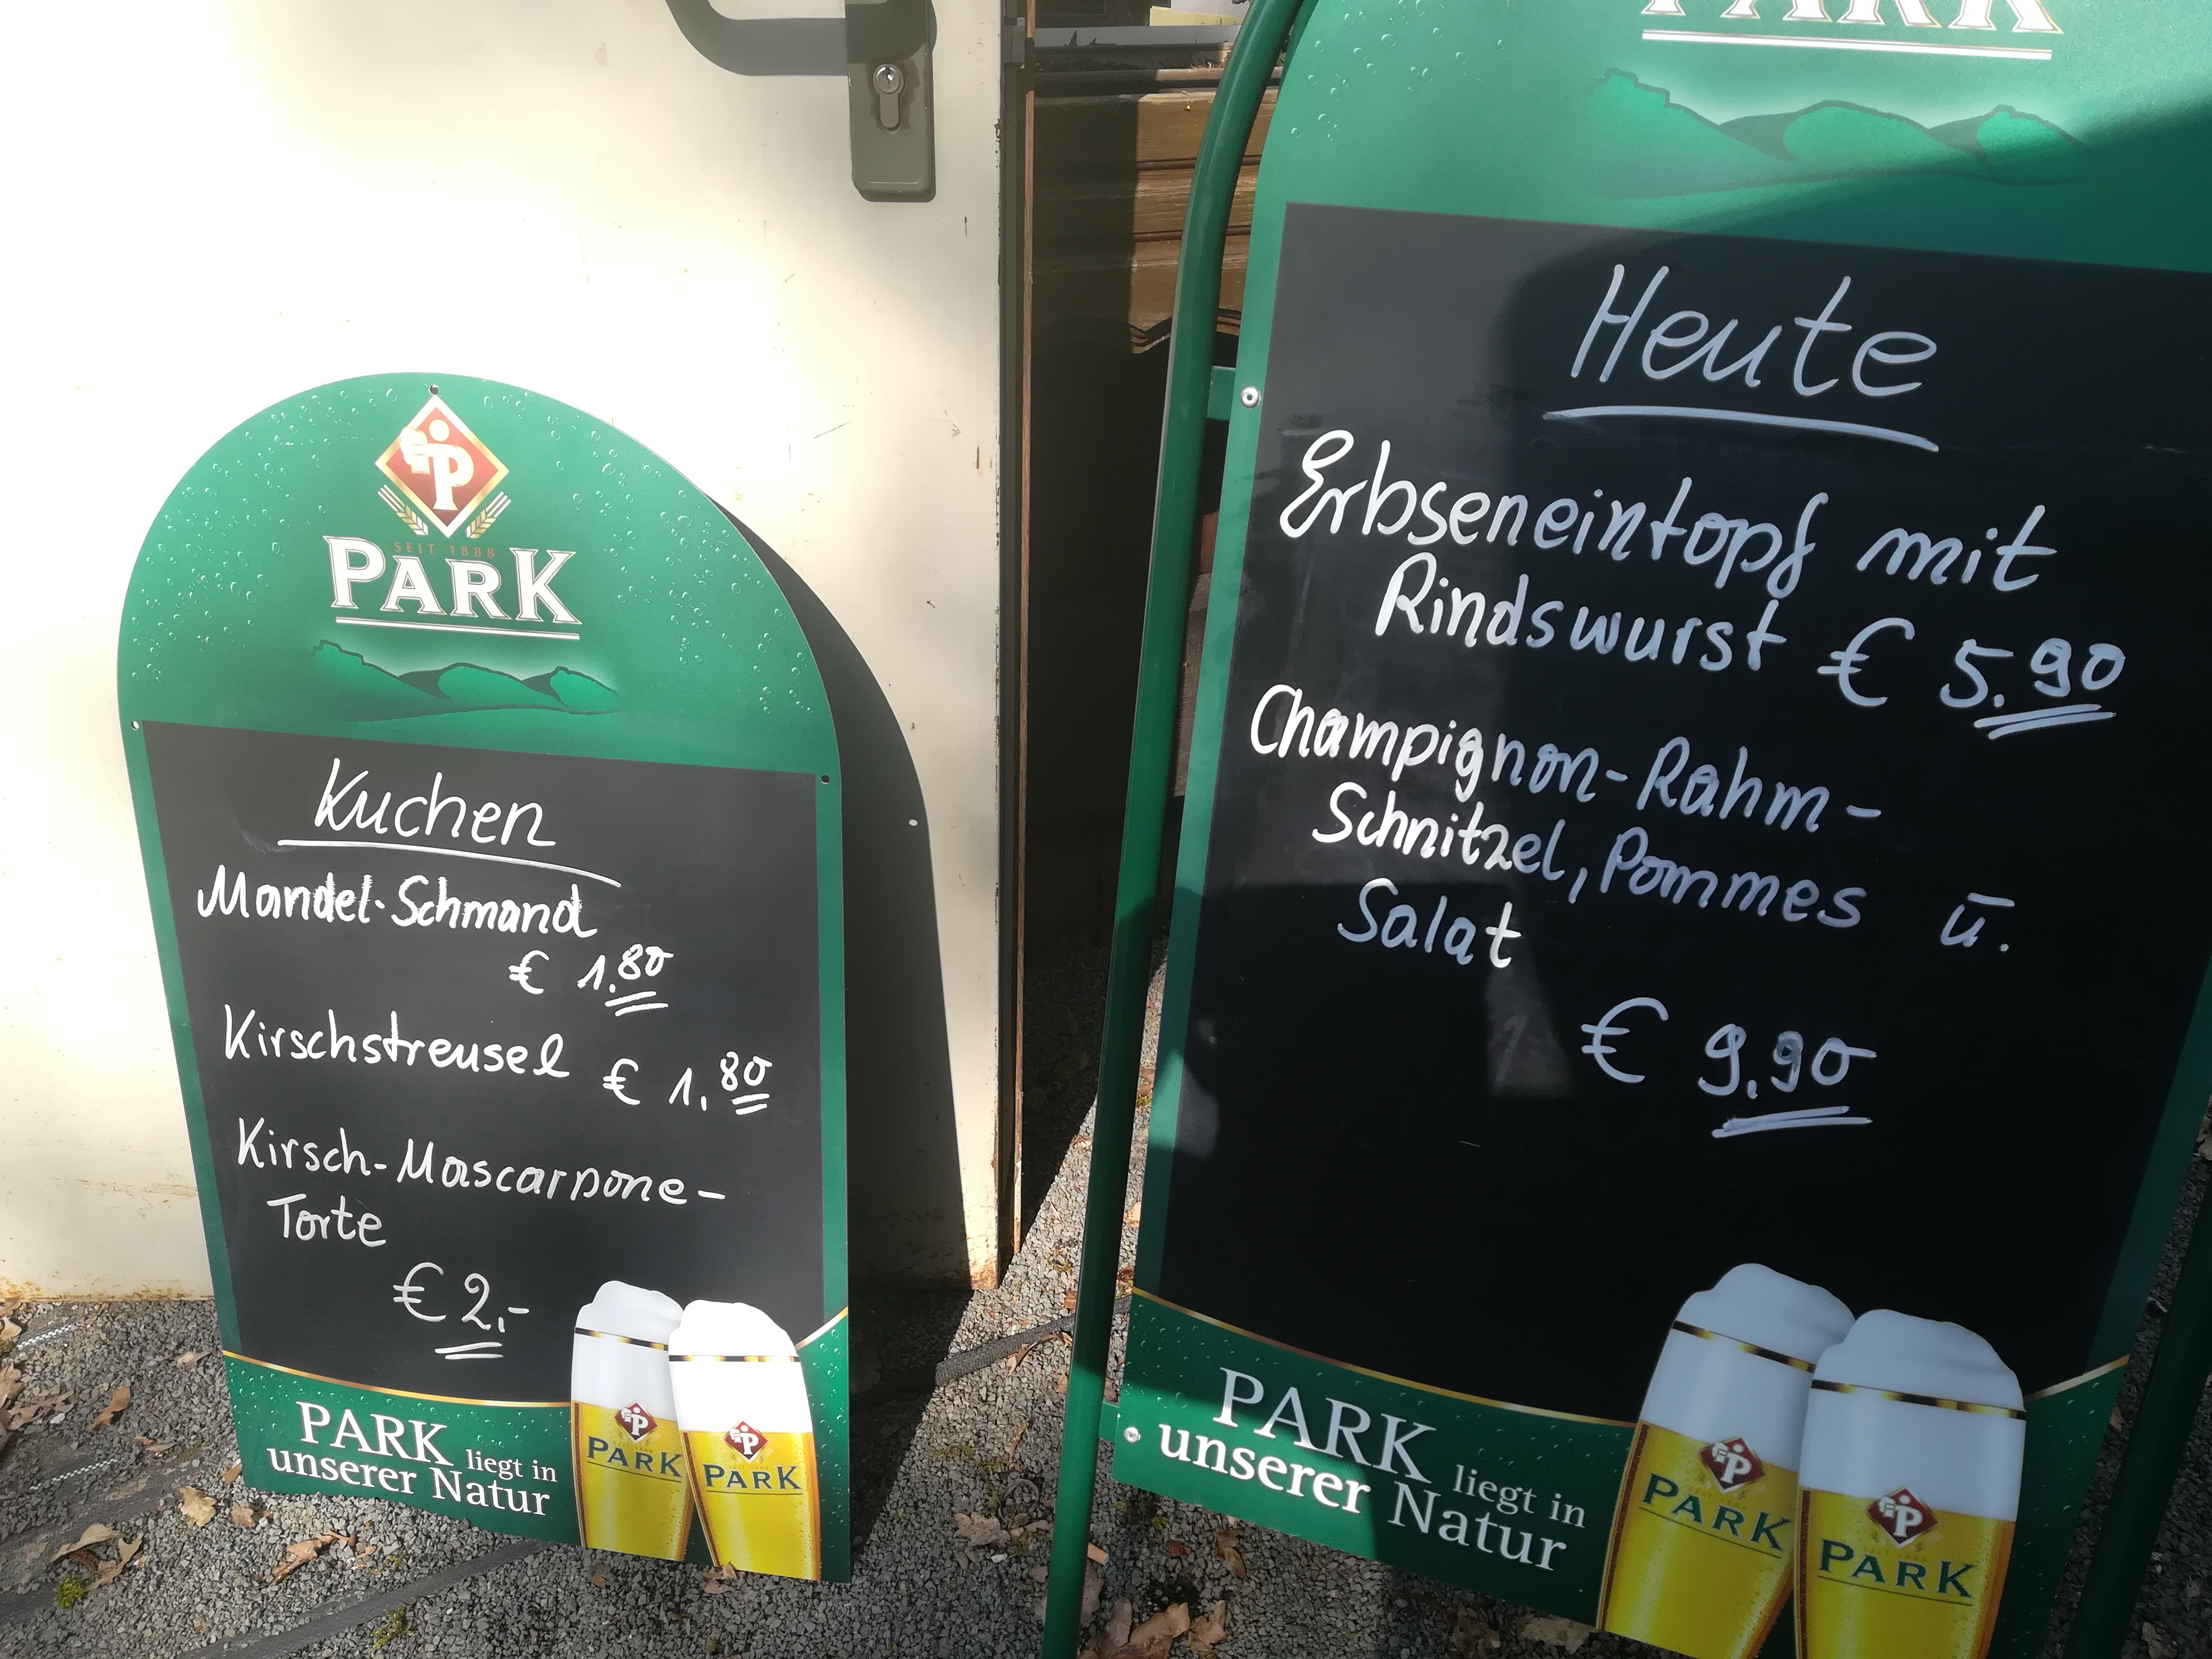 SEIT 1888
PARK
Kuchen
Mandel-Schmand
€ 1.80
Kirschstreusel € 1,80
Kirsch-Mascarpone-
Torte
€ 2,-
PARK liegt in
unserer Natur
PARK
PARK
PARK
Heute
Erbseneintopf mit
Rindswurst € 5.90
Champignon-Rahm-
Schnitzel, Pommes ū.
Salat
€ 9,90
PARK liegt in
unserer Natur
PARK
PARK